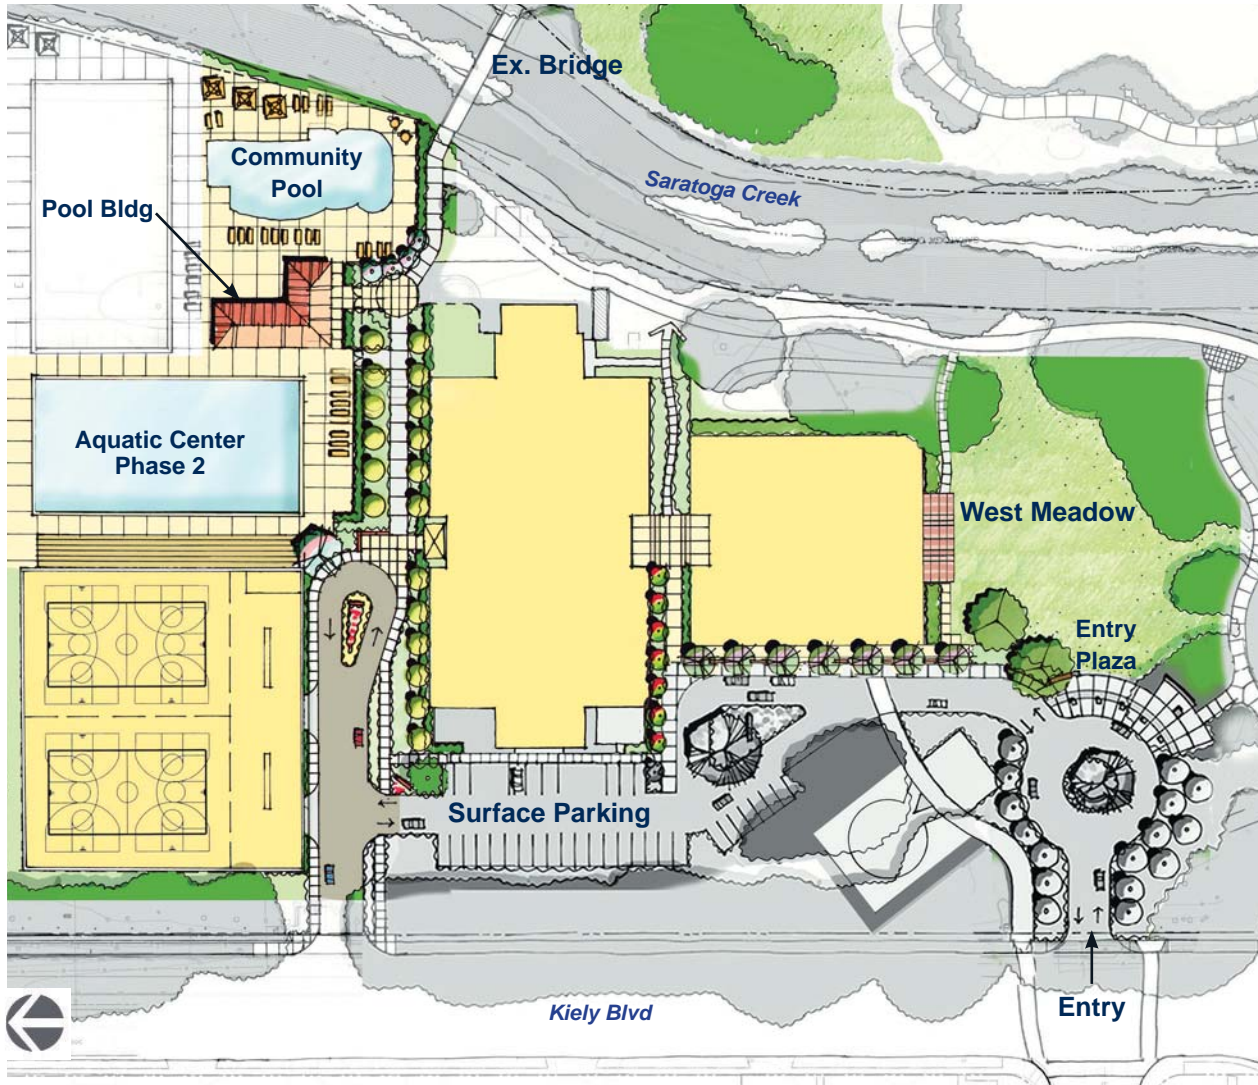 Ex. Bridge
Community
Pool
Saratoga Creek
Pool Bldg
Aquatic Center
Phase 2
West Meadow
Entry
Plaza
Surface Parking
Entry
Kiely Blvd